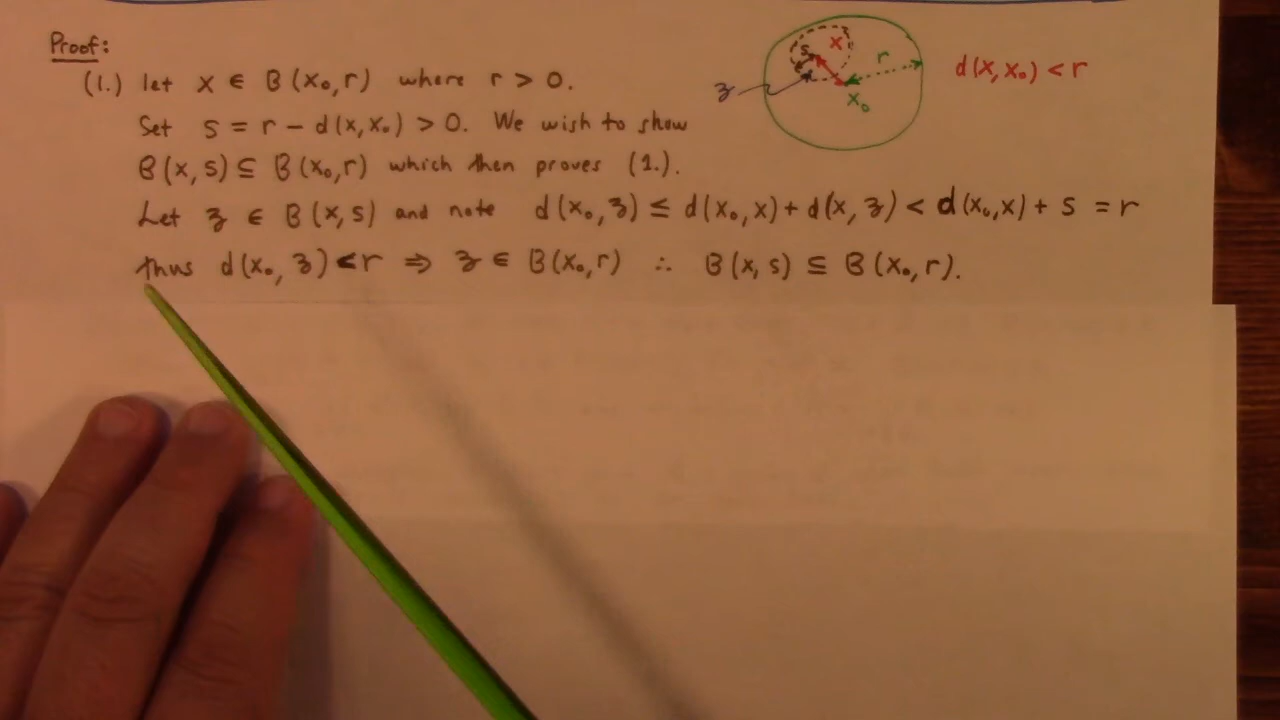 Proof:
(1.) let x ∈ B(x₀,r) where r > 0.
Set s = r - d(x,x₀) > 0. We wish to show
B(x,s) ⊆ B(x₀,r) which then proves (1.).
Let z ∈ B(x,s) and note d(x₀,z) ≤ d(x₀,x) + d(x,z) < d(x₀,x) + s = r
thus d(x₀,z) < r ⇒ z ∈ B(x₀,r) ∴ B(x,s) ⊆ B(x₀,r).
s x r
z x₀
d(x,x₀) < r